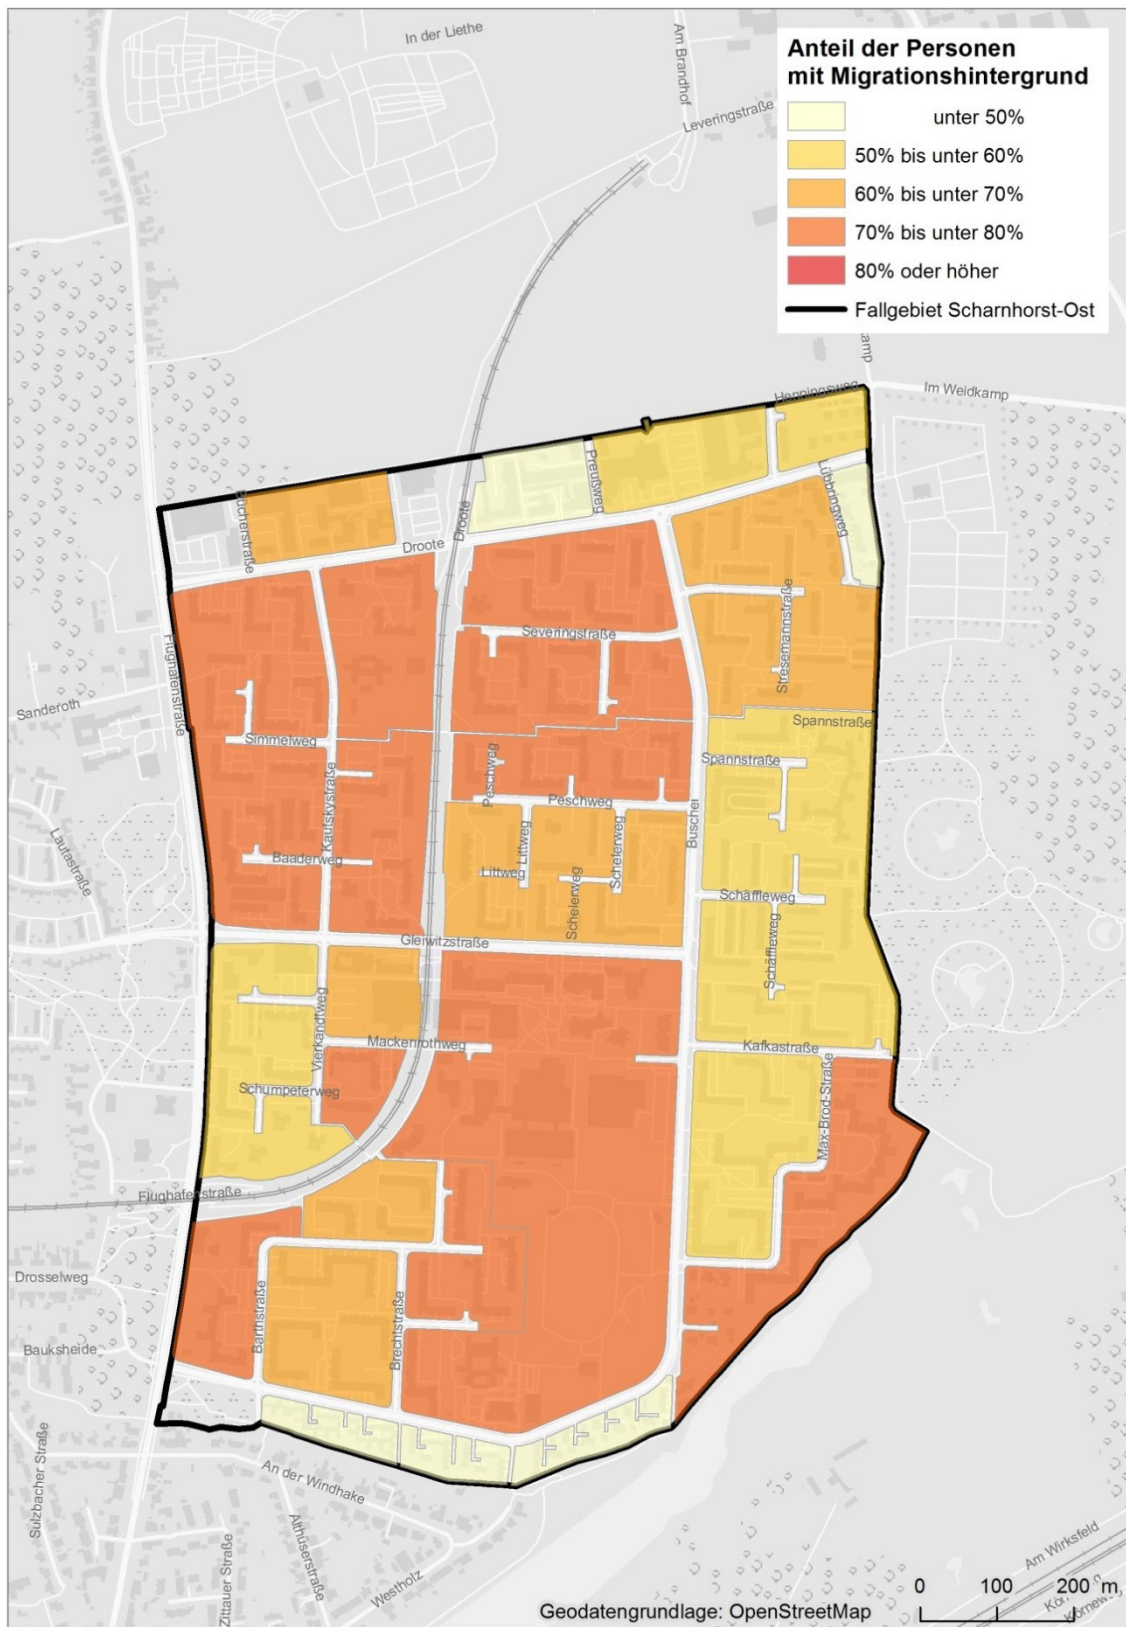 In der Liethe
Am Brandhof
Leveringstraße
Anteil der Personen
mit Migrationshintergrund
unter 50%
50% bis unter 60%
60% bis unter 70%
70% bis unter 80%
80% oder höher
Fallgebiet Scharnhorst-Ost
Im Weidkamp
Henningsweg
Preußweg
Lübbringweg
Droote
Droote
Severingstraße
Stresemannstraße
Flughafenstraße
Sanderoth
Simmelweg
Spannstraße
Spannstraße
Peschweg
Peschweg
Kautskystraße
Buscher
Littweg
Littweg
Schelerweg
Schelerweg
Lautastraße
Baaderweg
Schäffleweg
Schäffleweg
Gleiwitzstraße
Vierkandtweg
Mackenrothweg
Kafkastraße
Schumpeterweg
Max-Brod-Straße
Flughafenstraße
Drosselweg
Barthstraße
Brechtstraße
Bauksheide
Sulzbacher Straße
An der Windhake
Althüserstraße
Zittauer Straße
Westholz
Am Wirksfeld
0 100 200 m
Geodatengrundlage: OpenStreetMap